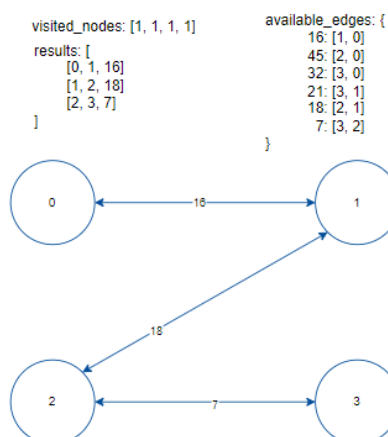 visited_nodes: [1, 1, 1, 1]
results: [
[0, 1, 16]
[1, 2, 18]
[2, 3, 7]
]
available_edges: {
16: [1, 0]
45: [2, 0]
32: [3, 0]
21: [3, 1]
18: [2, 1]
7: [3, 2]
}
0
16
1
18
2
7
3